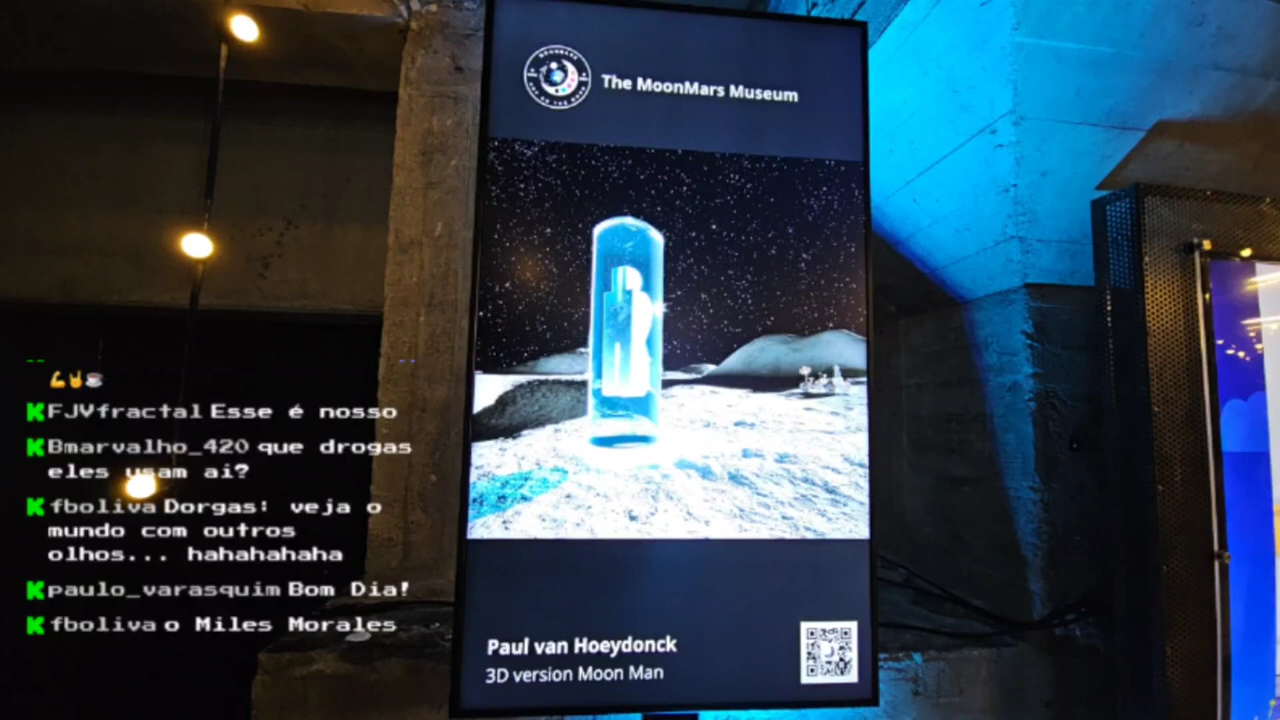 The MoonMars Museum
💪🤘☕
FJVfractal Esse é nosso
Bmarvalho_420 que drogas
eles usam ai?
fboliva Dorgas: veja o
mundo com outros
olhos... hahahahaha
paulo_varasquim Bom Dia!
fboliva o Miles Morales
Paul van Hoeydonck
3D version Moon Man